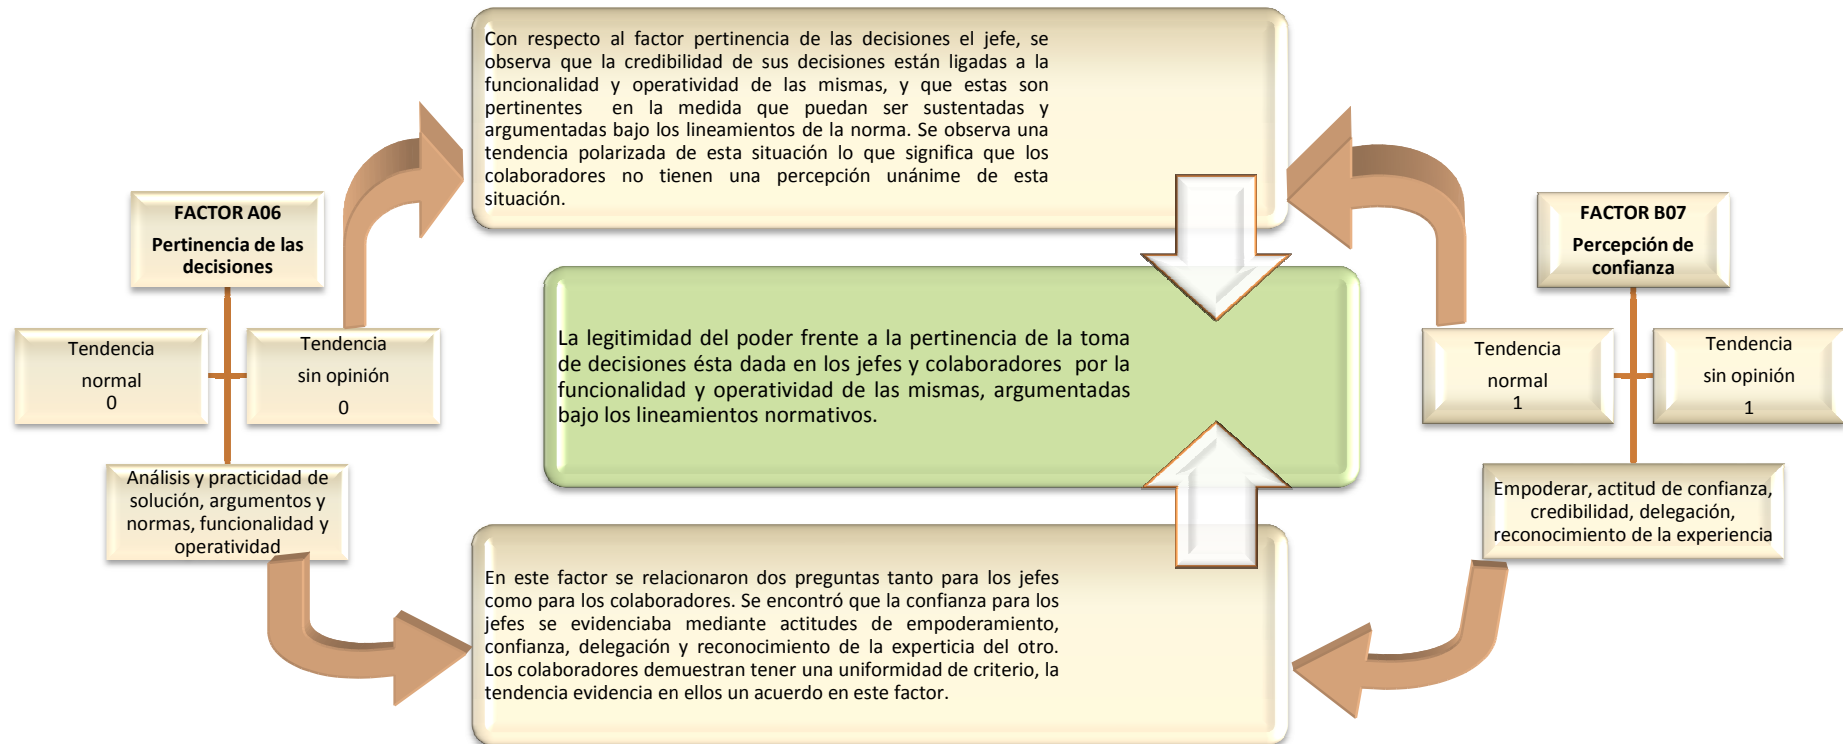 Con respecto al factor pertinencia de las decisiones el jefe, se
observa que la credibilidad de sus decisiones están ligadas a la
funcionalidad y operatividad de las mismas, y que estas son
pertinentes en la medida que puedan ser sustentadas y
argumentadas bajo los lineamientos de la norma. Se observa una
tendencia polarizada de esta situación lo que significa que los
colaboradores no tienen una percepción unánime de esta
situación.
FACTOR A06
Pertinencia de las
decisiones
Tendencia
normal
0
Tendencia
sin opinión
0
Análisis y practicidad de
solución, argumentos y
normas, funcionalidad y
operatividad
La legitimidad del poder frente a la pertinencia de la toma
de decisiones ésta dada en los jefes y colaboradores por la
funcionalidad y operatividad de las mismas, argumentadas
bajo los lineamientos normativos.
FACTOR B07
Percepción de
confianza
Tendencia
normal
1
Tendencia
sin opinión
1
Empoderar, actitud de confianza,
credibilidad, delegación,
reconocimiento de la experiencia
En este factor se relacionaron dos preguntas tanto para los jefes
como para los colaboradores. Se encontró que la confianza para los
jefes se evidenciaba mediante actitudes de empoderamiento,
confianza, delegación y reconocimiento de la experticia del otro.
Los colaboradores demuestran tener una uniformidad de criterio, la
tendencia evidencia en ellos un acuerdo en este factor.